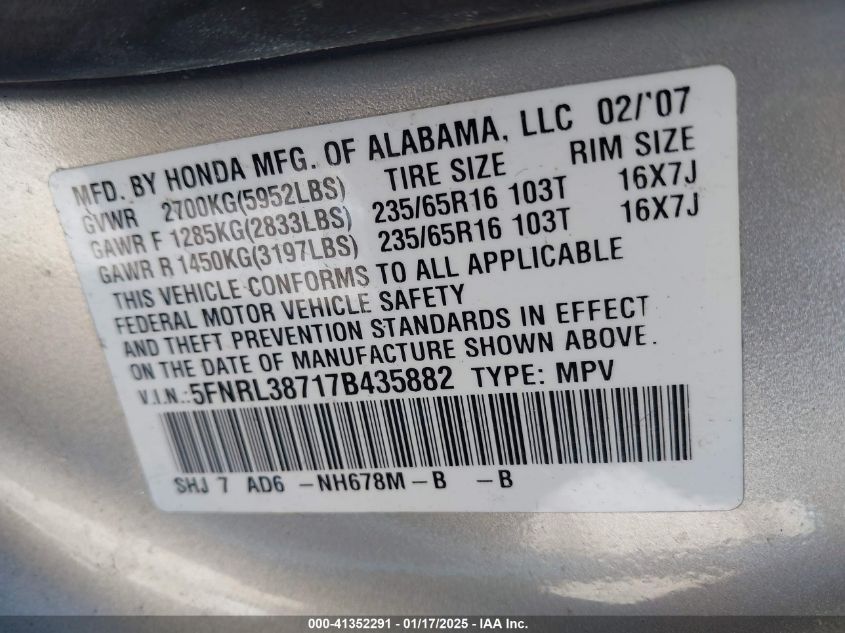 MFD. BY HONDA MFG. OF ALABAMA, LLC 02/'07
GVWR 2700KG(5952LBS) TIRE SIZE RIM SIZE
GAWR F 1285KG(2833LBS) 235/65R16 103T 16X7J
GAWR R 1450KG(3197LBS) 235/65R16 103T 16X7J
THIS VEHICLE CONFORMS TO ALL APPLICABLE
FEDERAL MOTOR VEHICLE SAFETY
AND THEFT PREVENTION STANDARDS IN EFFECT
ON THE DATE OF MANUFACTURE SHOWN ABOVE.
V.I.N.:5FNRL38717B435882 TYPE: MPV
SHJ 7 AD6 -NH678M-B -B
000-41352291 - 01/17/2025 - IAA Inc.